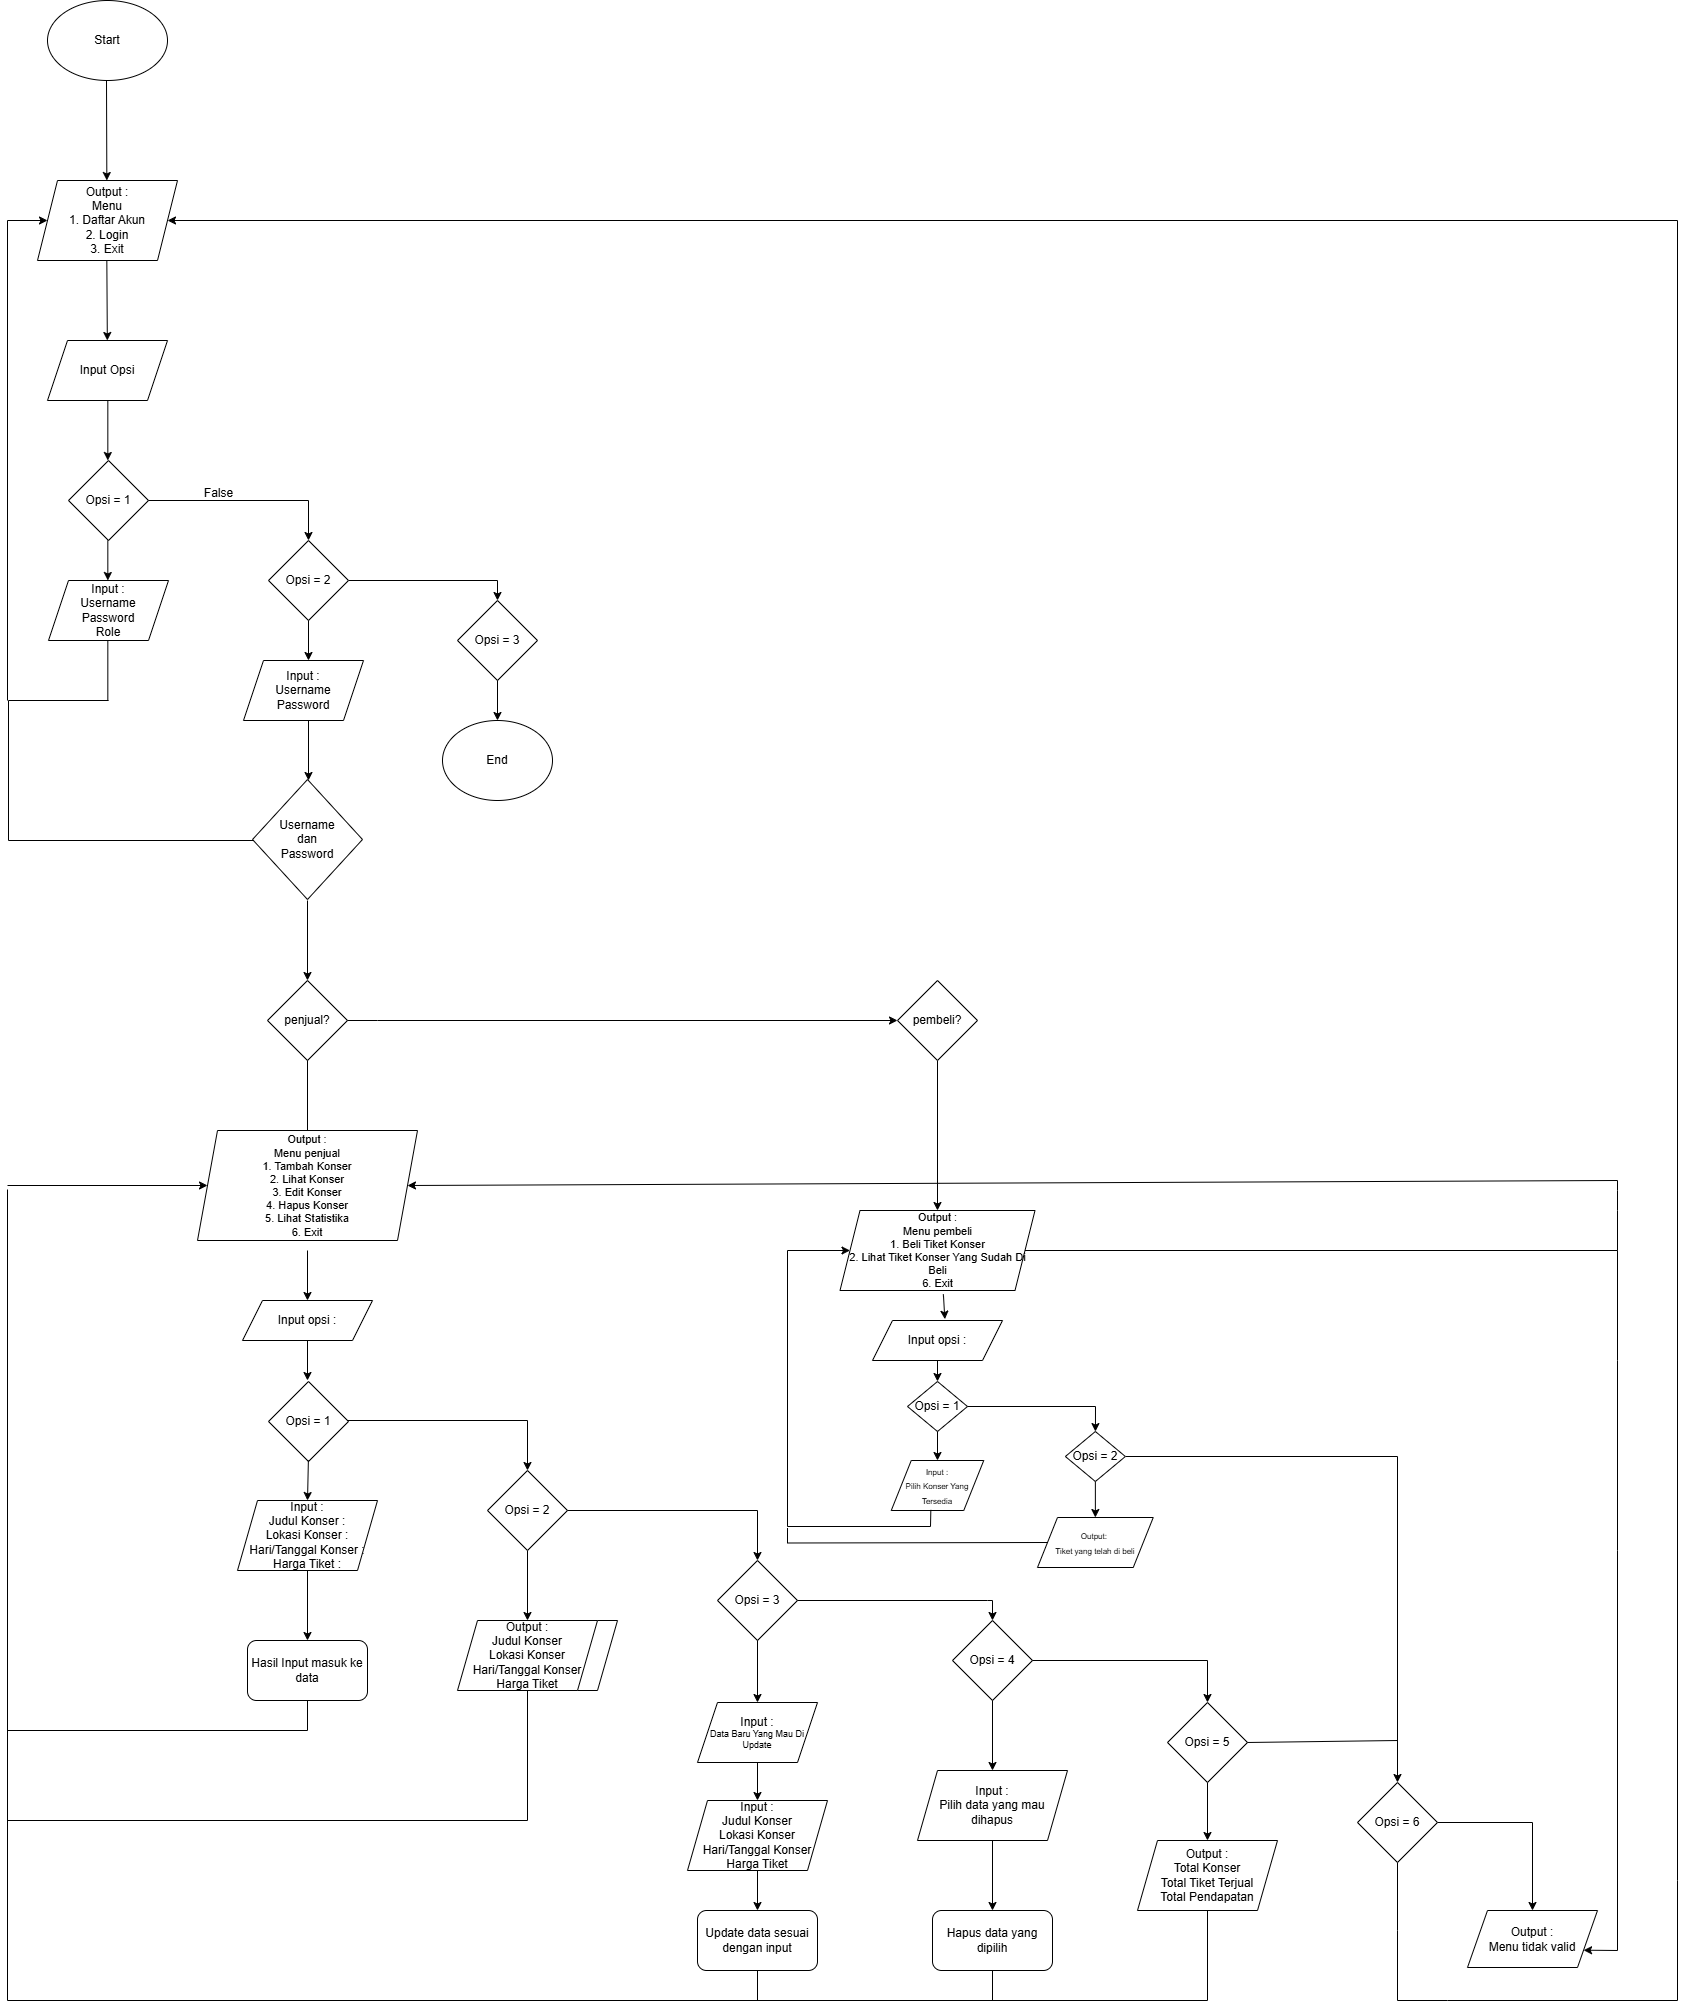 Start
Output :
Menu
1. Daftar Akun
2. Login
3. Exit
Input Opsi
Opsi = 1
False
Input :
Username
Password
Role
Opsi = 2
Input :
Username
Password
Opsi = 3
End
Username
dan
Password
penjual?
pembeli?
Output :
Menu penjual
1. Tambah Konser
2. Lihat Konser
3. Edit Konser
4. Hapus Konser
5. Lihat Statistika
6. Exit
Output :
Menu pembeli
1. Beli Tiket Konser
2. Lihat Tiket Konser Yang Sudah Di
Beli
6. Exit
Input opsi :
Input opsi :
Opsi = 1
Opsi = 1
Opsi = 2
Input :
Pilih Konser Yang
Tersedia
Output:
Tiket yang telah di beli
Input :
Judul Konser :
Lokasi Konser :
Hari/Tanggal Konser :
Harga Tiket :
Hasil Input masuk ke
data
Opsi = 2
Output :
Judul Konser
Lokasi Konser
Hari/Tanggal Konser
Harga Tiket
Opsi = 3
Input :
Data Baru Yang Mau Di
Update
Input :
Judul Konser
Lokasi Konser
Hari/Tanggal Konser
Harga Tiket
Update data sesuai
dengan input
Opsi = 4
Input :
Pilih data yang mau
dihapus
Hapus data yang
dipilih
Opsi = 5
Output :
Total Konser
Total Tiket Terjual
Total Pendapatan
Opsi = 6
Output :
Menu tidak valid